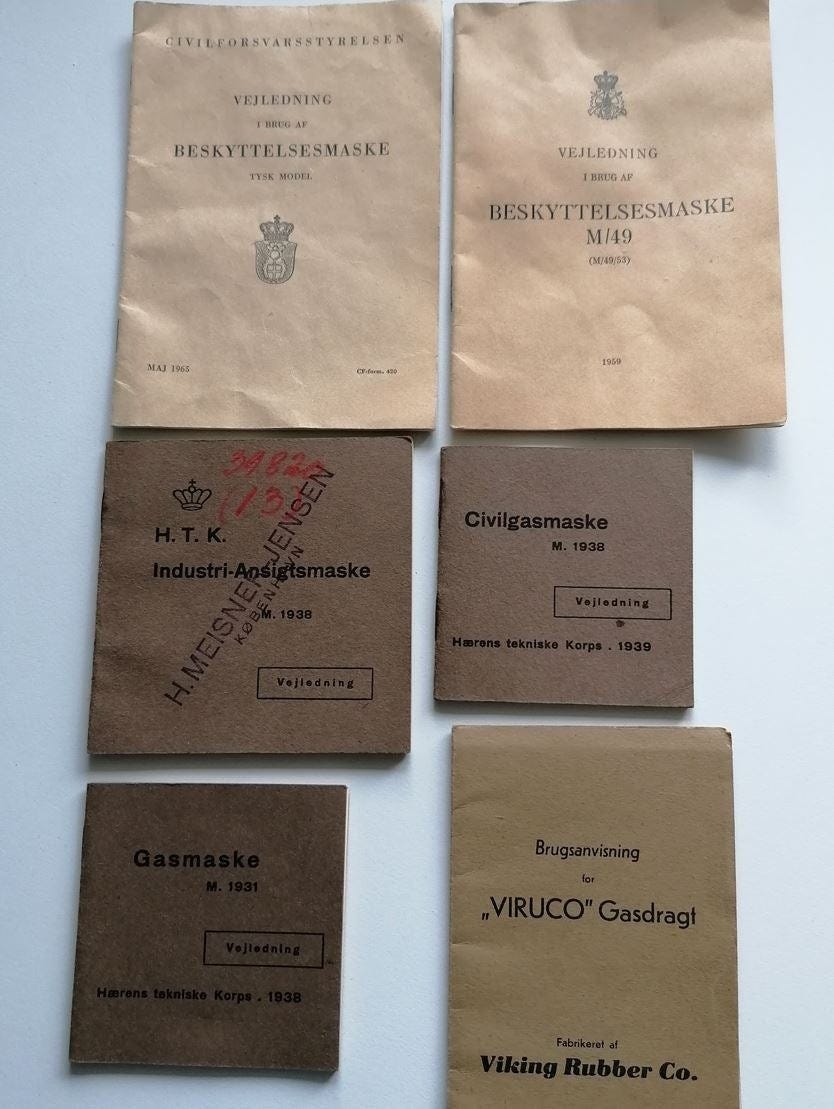 CIVILFORSVARSSTYRELSEN
VEJLEDNING
I BRUG AF
BESKYTTELSESMASKE
TYSK MODEL
MAJ 1965
CF-form. 420
VEJLEDNING
I BRUG AF
BESKYTTELSESMASKE
M/49
(M/49/53)
1959
H. T. K.
Industri-Ansigtsmaske
M. 1938
Vejledning
H. MEISNER-JENSEN
KØBENHAVN
Civilgasmaske
M. 1938
Vejledning
Hærens tekniske Korps . 1939
Gasmaske
M. 1931
Vejledning
Hærens tekniske Korps . 1938
Brugsanvisning
for
„VIRUCO" Gasdragt
Fabrikeret af
Viking Rubber Co.